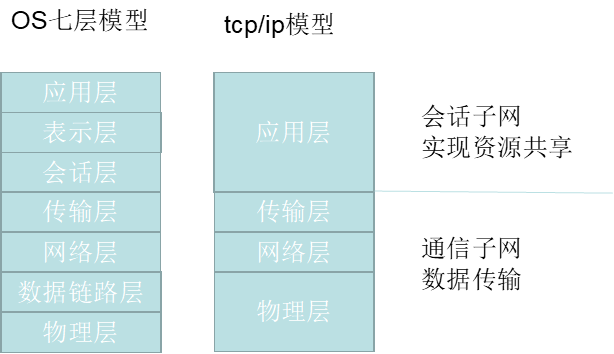 OS七层模型
tcp/ip模型
应用层
表示层
会话层
传输层
网络层
数据链路层
物理层
应用层
传输层
网络层
物理层
会话子网
实现资源共享
通信子网
数据传输